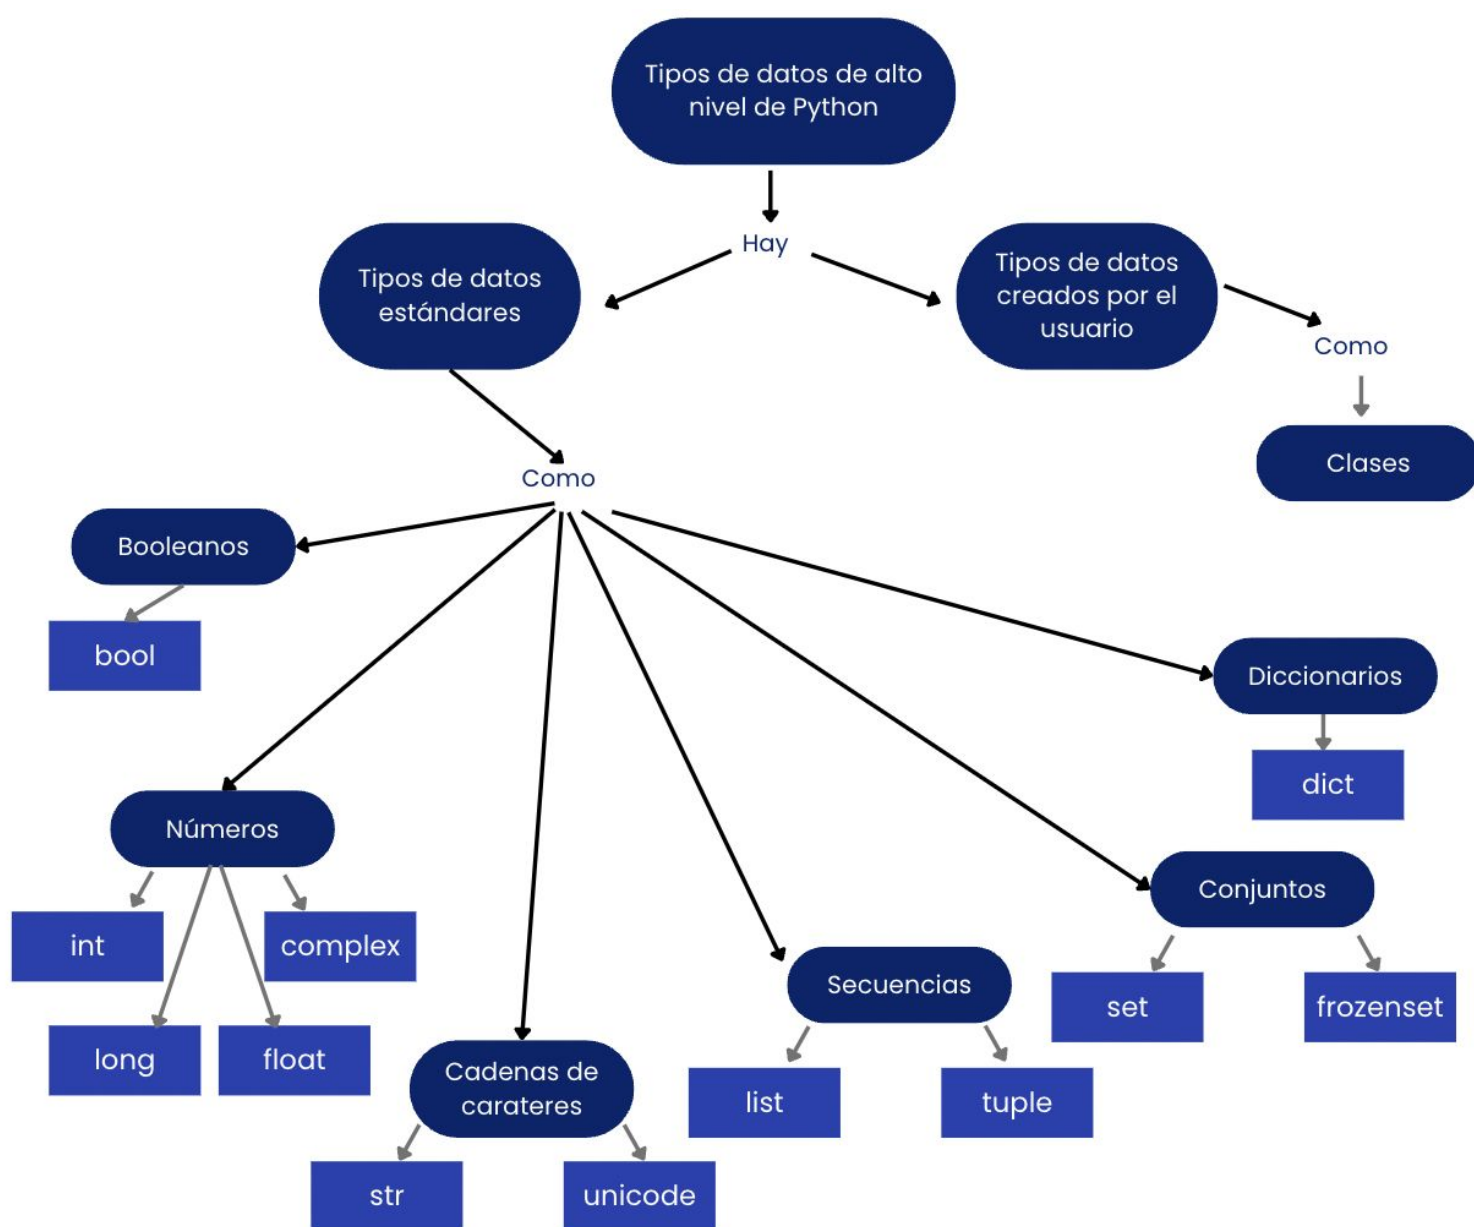 Tipos de datos de alto
nivel de Python
Hay
Tipos de datos
estándares
Tipos de datos
creados por el
usuario
Como
Clases
Como
Booleanos
bool
Diccionarios
dict
Números
int
complex
long
float
Conjuntos
set
frozenset
Secuencias
list
tuple
Cadenas de
carateres
str
unicode